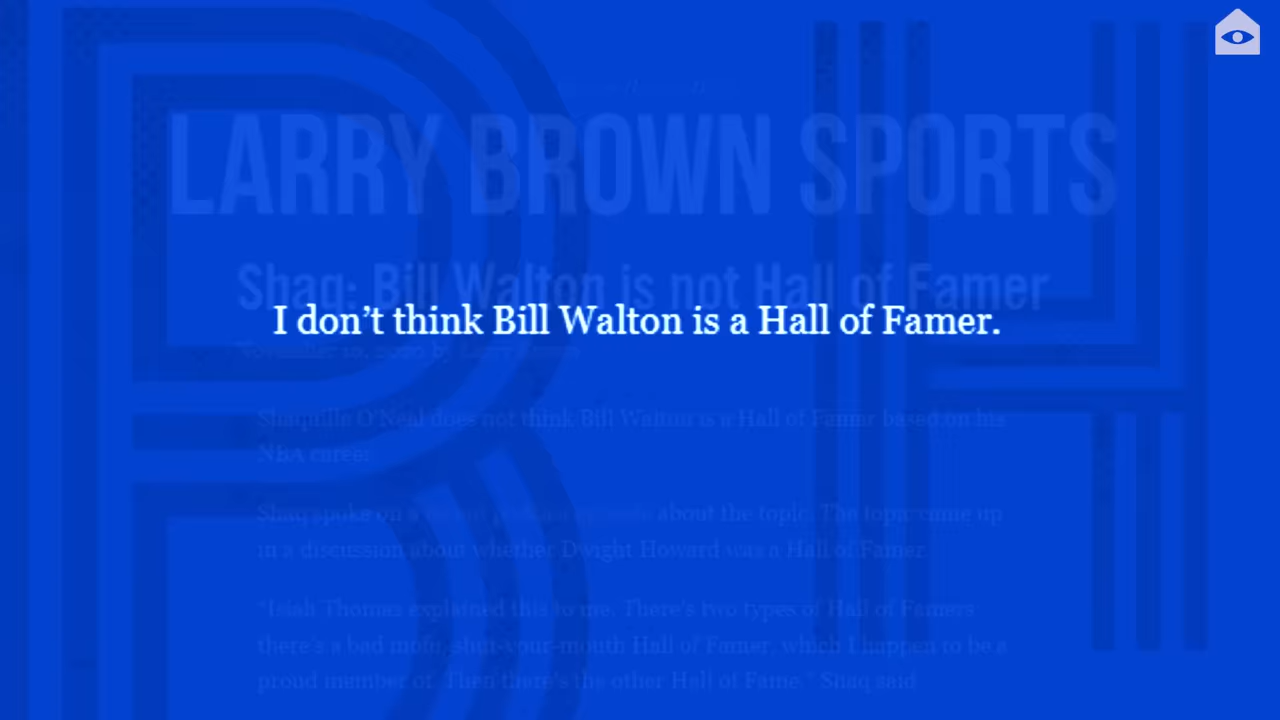 LARRY BROWN SPORTS
Shaq: Bill Walton is not Hall of Famer
I don’t think Bill Walton is a Hall of Famer.
Shaquille O'Neal does not think Bill Walton is a Hall of Famer based on his
NBA career
Shaq spoke on a about the topic. The topic came up
in a discussion about whether Dwight Howard was a Hall of Famer
“Isiah Thomas explained this to me. There's two types of Hall of Famers
there's a bad mofo, shut-your-mouth Hall of Famer, which I happen to be a
proud member of. Then there's the other Hall of Fame.” Shaq said